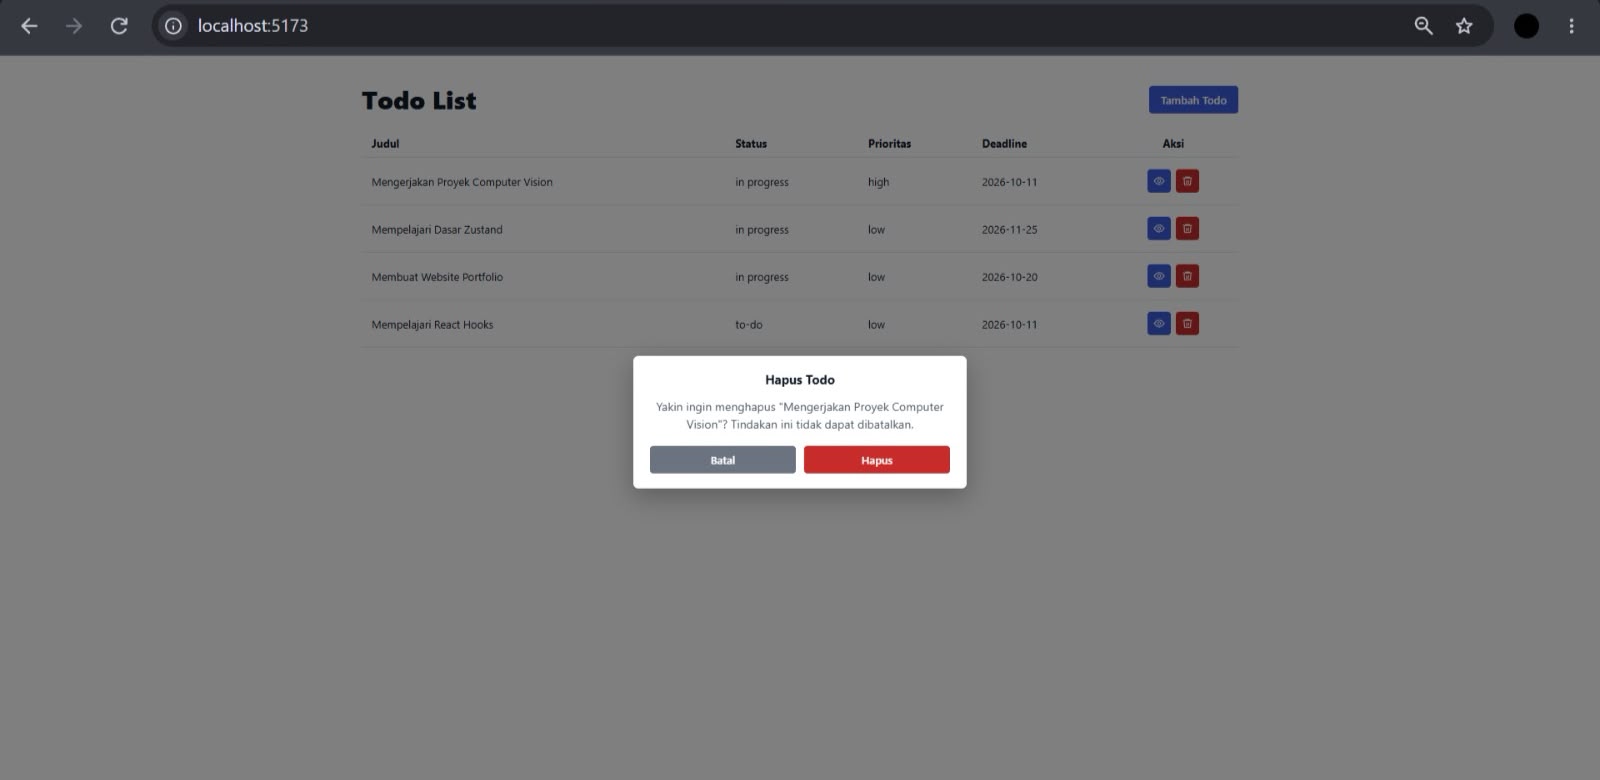 localhost:5173
Todo List
Tambah Todo
Judul Status Prioritas Deadline Aksi
Mengerjakan Proyek Computer Vision in progress high 2026-10-11
Mempelajari Dasar Zustand in progress low 2026-11-25
Membuat Website Portfolio in progress low 2026-10-20
Mempelajari React Hooks to-do low 2026-10-11
Hapus Todo
Yakin ingin menghapus "Mengerjakan Proyek Computer
Vision"? Tindakan ini tidak dapat dibatalkan.
Batal Hapus